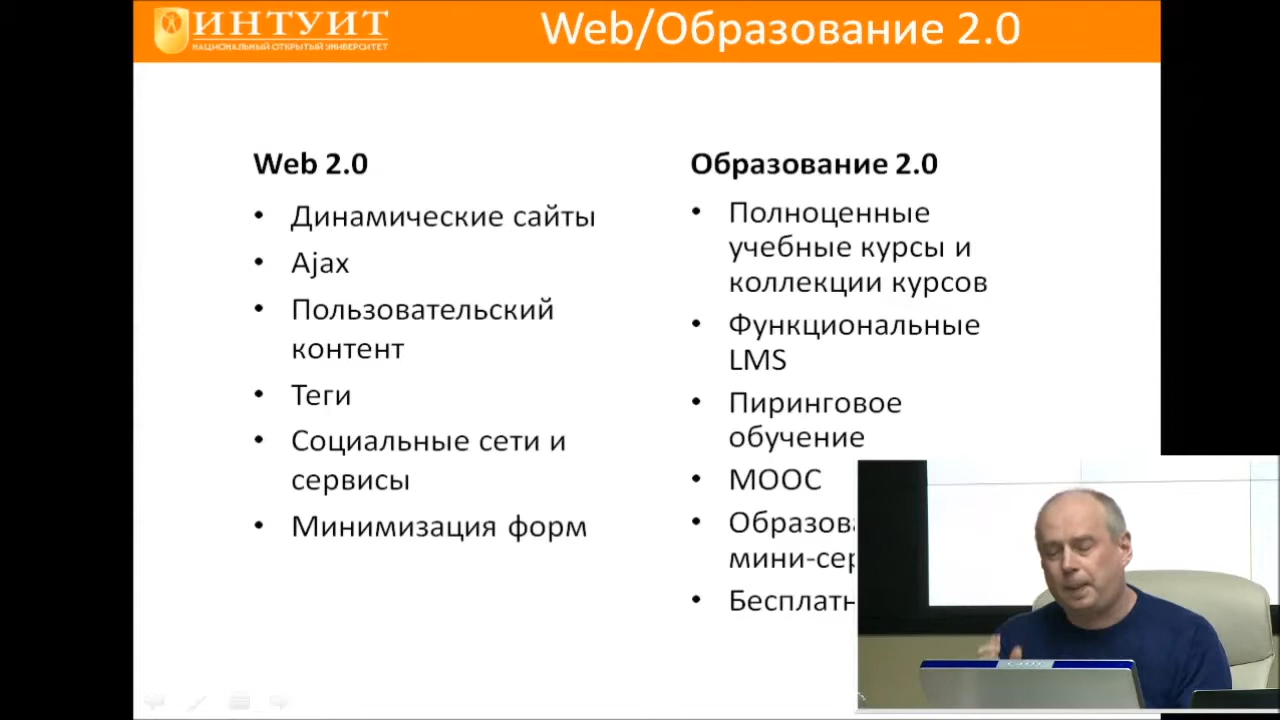 ИНТУИТ
НАЦИОНАЛЬНЫЙ ОТКРЫТЫЙ УНИВЕРСИТЕТ
Web/Образование 2.0
Web 2.0
• Динамические сайты
• Ajax
• Пользовательский
контент
• Теги
• Социальные сети и
сервисы
• Минимизация форм
Образование 2.0
• Полноценные
учебные курсы и
коллекции курсов
• Функциональные
LMS
• Пиринговое
обучение
• МООС